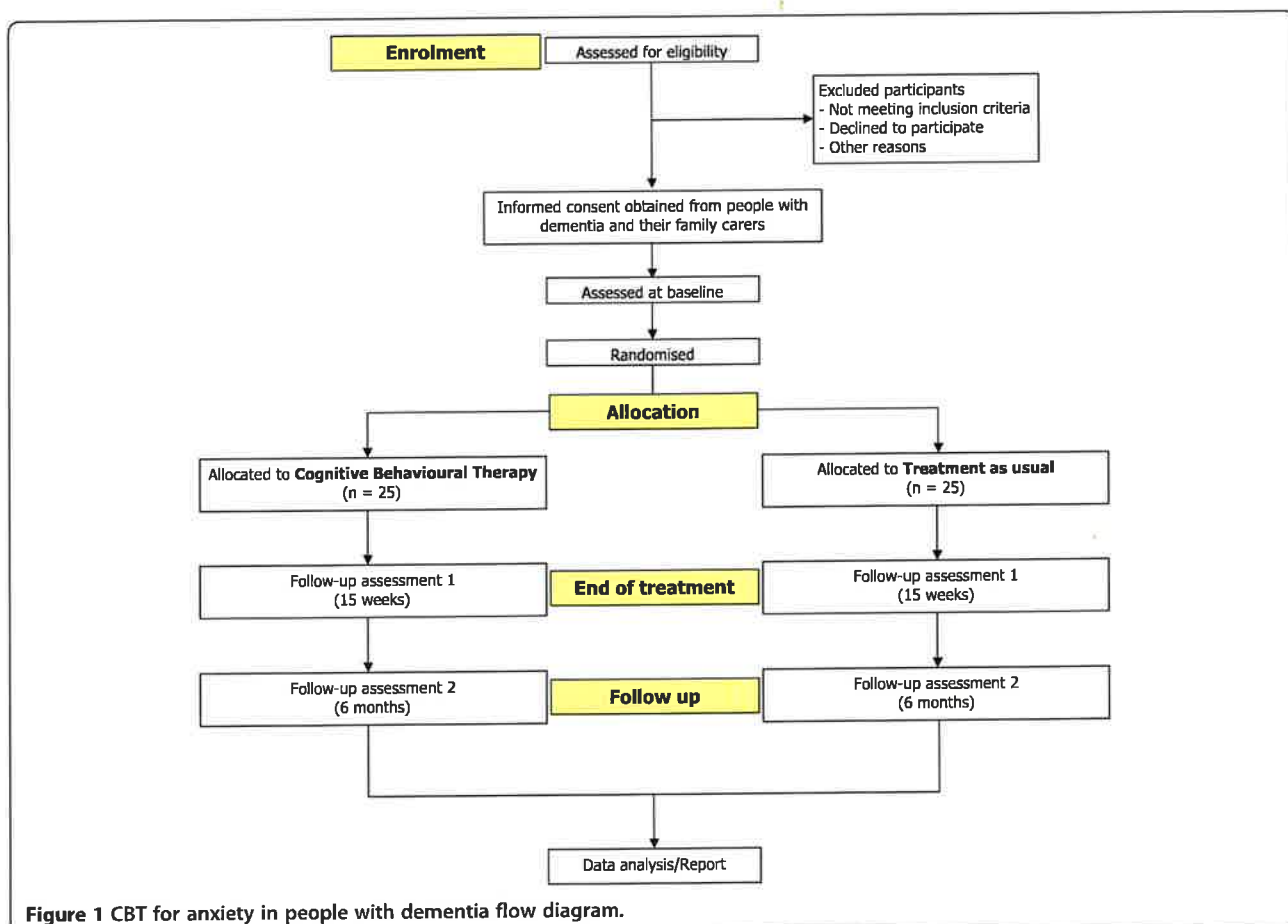 Enrolment
Assessed for eligibility
Excluded participants
- Not meeting inclusion criteria
- Declined to participate
- Other reasons
Informed consent obtained from people with
dementia and their family carers
Assessed at baseline
Randomised
Allocation
Allocated to Cognitive Behavioural Therapy
(n = 25)
Allocated to Treatment as usual
(n = 25)
Follow-up assessment 1
(15 weeks)
End of treatment
Follow-up assessment 1
(15 weeks)
Follow-up assessment 2
(6 months)
Follow up
Follow-up assessment 2
(6 months)
Data analysis/Report
Figure 1 CBT for anxiety in people with dementia flow diagram.